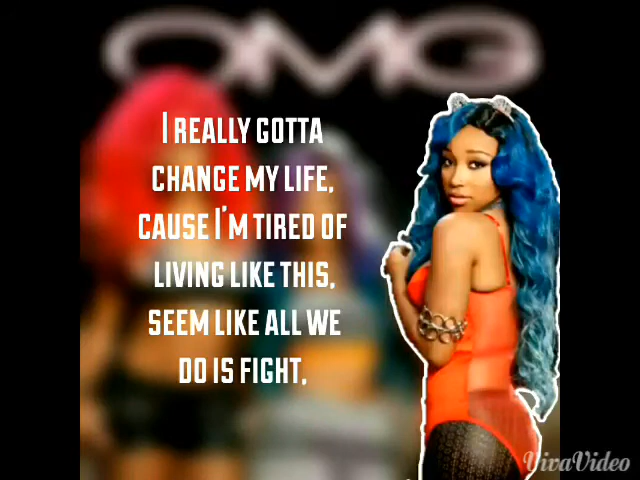 OMG
I REALLY GOTTA
CHANGE MY LIFE,
CAUSE I'M TIRED OF
LIVING LIKE THIS,
SEEM LIKE ALL WE
DO IS FIGHT,
VivaVideo